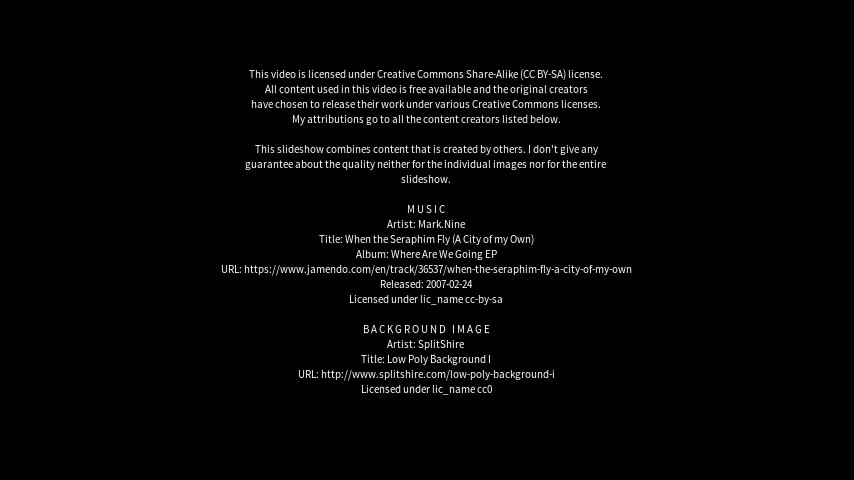 This video is licensed under Creative Commons Share-Alike (CC BY-SA) license.
All content used in this video is free available and the original creators
have chosen to release their work under various Creative Commons licenses.
My attributions go to all the content creators listed below.
This slideshow combines content that is created by others. I don't give any
guarantee about the quality neither for the individual images nor for the entire
slideshow.
MUSIC
Artist: Mark.Nine
Title: When the Seraphim Fly (A City of my Own)
Album: Where Are We Going EP
URL: https://www.jamendo.com/en/track/36537/when-the-seraphim-fly-a-city-of-my-own
Released: 2007-02-24
Licensed under lic_name cc-by-sa
BACKGROUND IMAGE
Artist: SplitShire
Title: Low Poly Background I
URL: http://www.splitshire.com/low-poly-background-i
Licensed under lic_name cc0